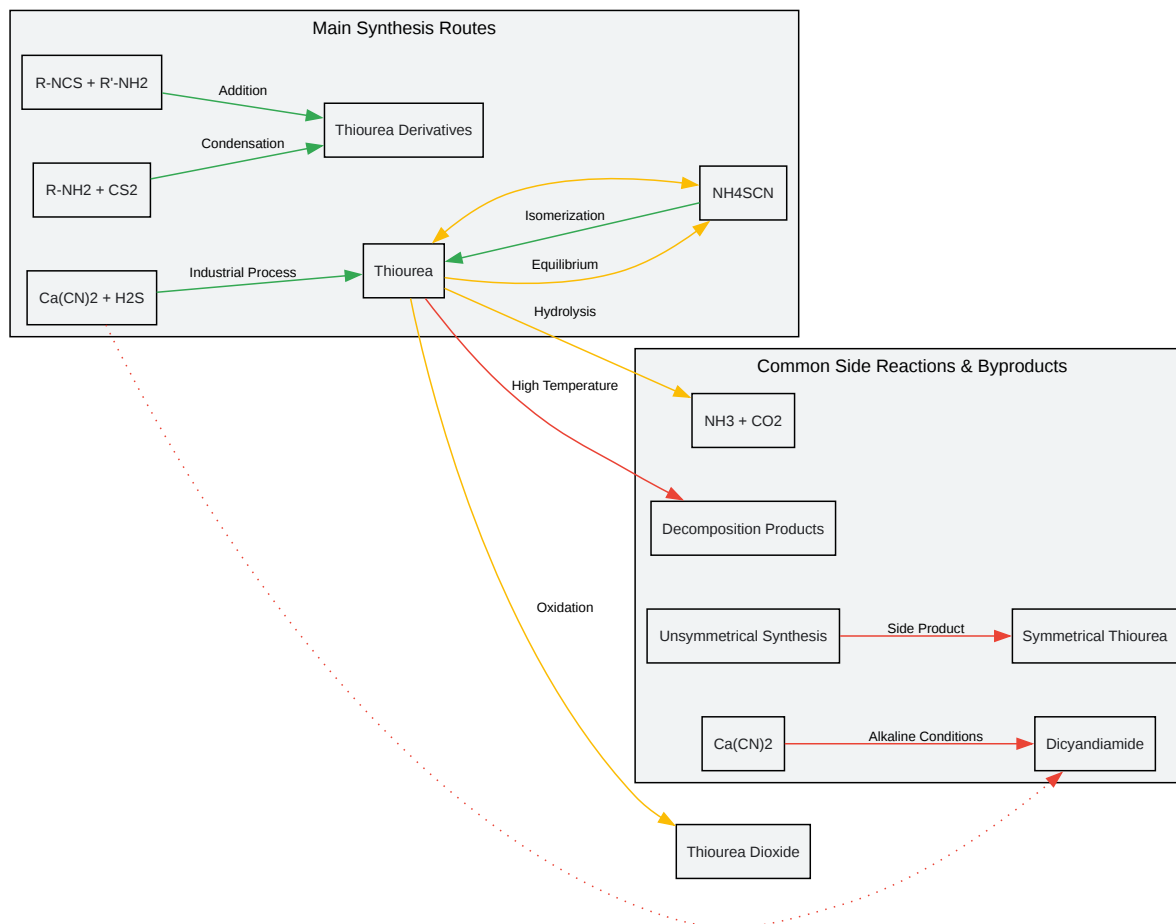 Main Synthesis Routes
R-NCS + R'-NH2
Addition
Thiourea Derivatives
Condensation
R-NH2 + CS2
NH4SCN
Isomerization
Thiourea
Equilibrium
Industrial Process
Ca(CN)2 + H2S
Hydrolysis
Common Side Reactions & Byproducts
High Temperature
NH3 + CO2
Decomposition Products
Oxidation
Unsymmetrical Synthesis
Side Product
Symmetrical Thiourea
Ca(CN)2
Alkaline Conditions
Dicyandiamide
Thiourea Dioxide